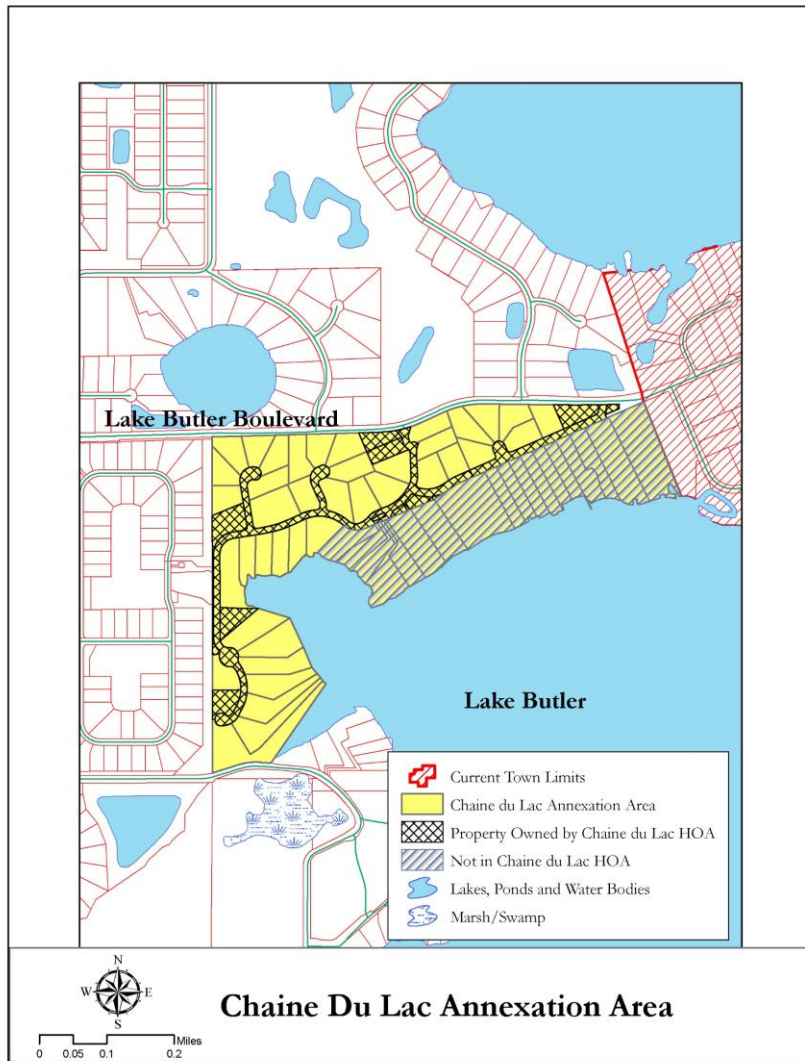 Lake Butler Boulevard
Lake Butler
Current Town Limits
Chaine du Lac Annexation Area
Property Owned by Chaine du Lac HOA
Not in Chaine du Lac HOA
Lakes, Ponds and Water Bodies
Marsh/Swamp
N
W E
S
Chaine Du Lac Annexation Area
Miles
0 0.05 0.1 0.2